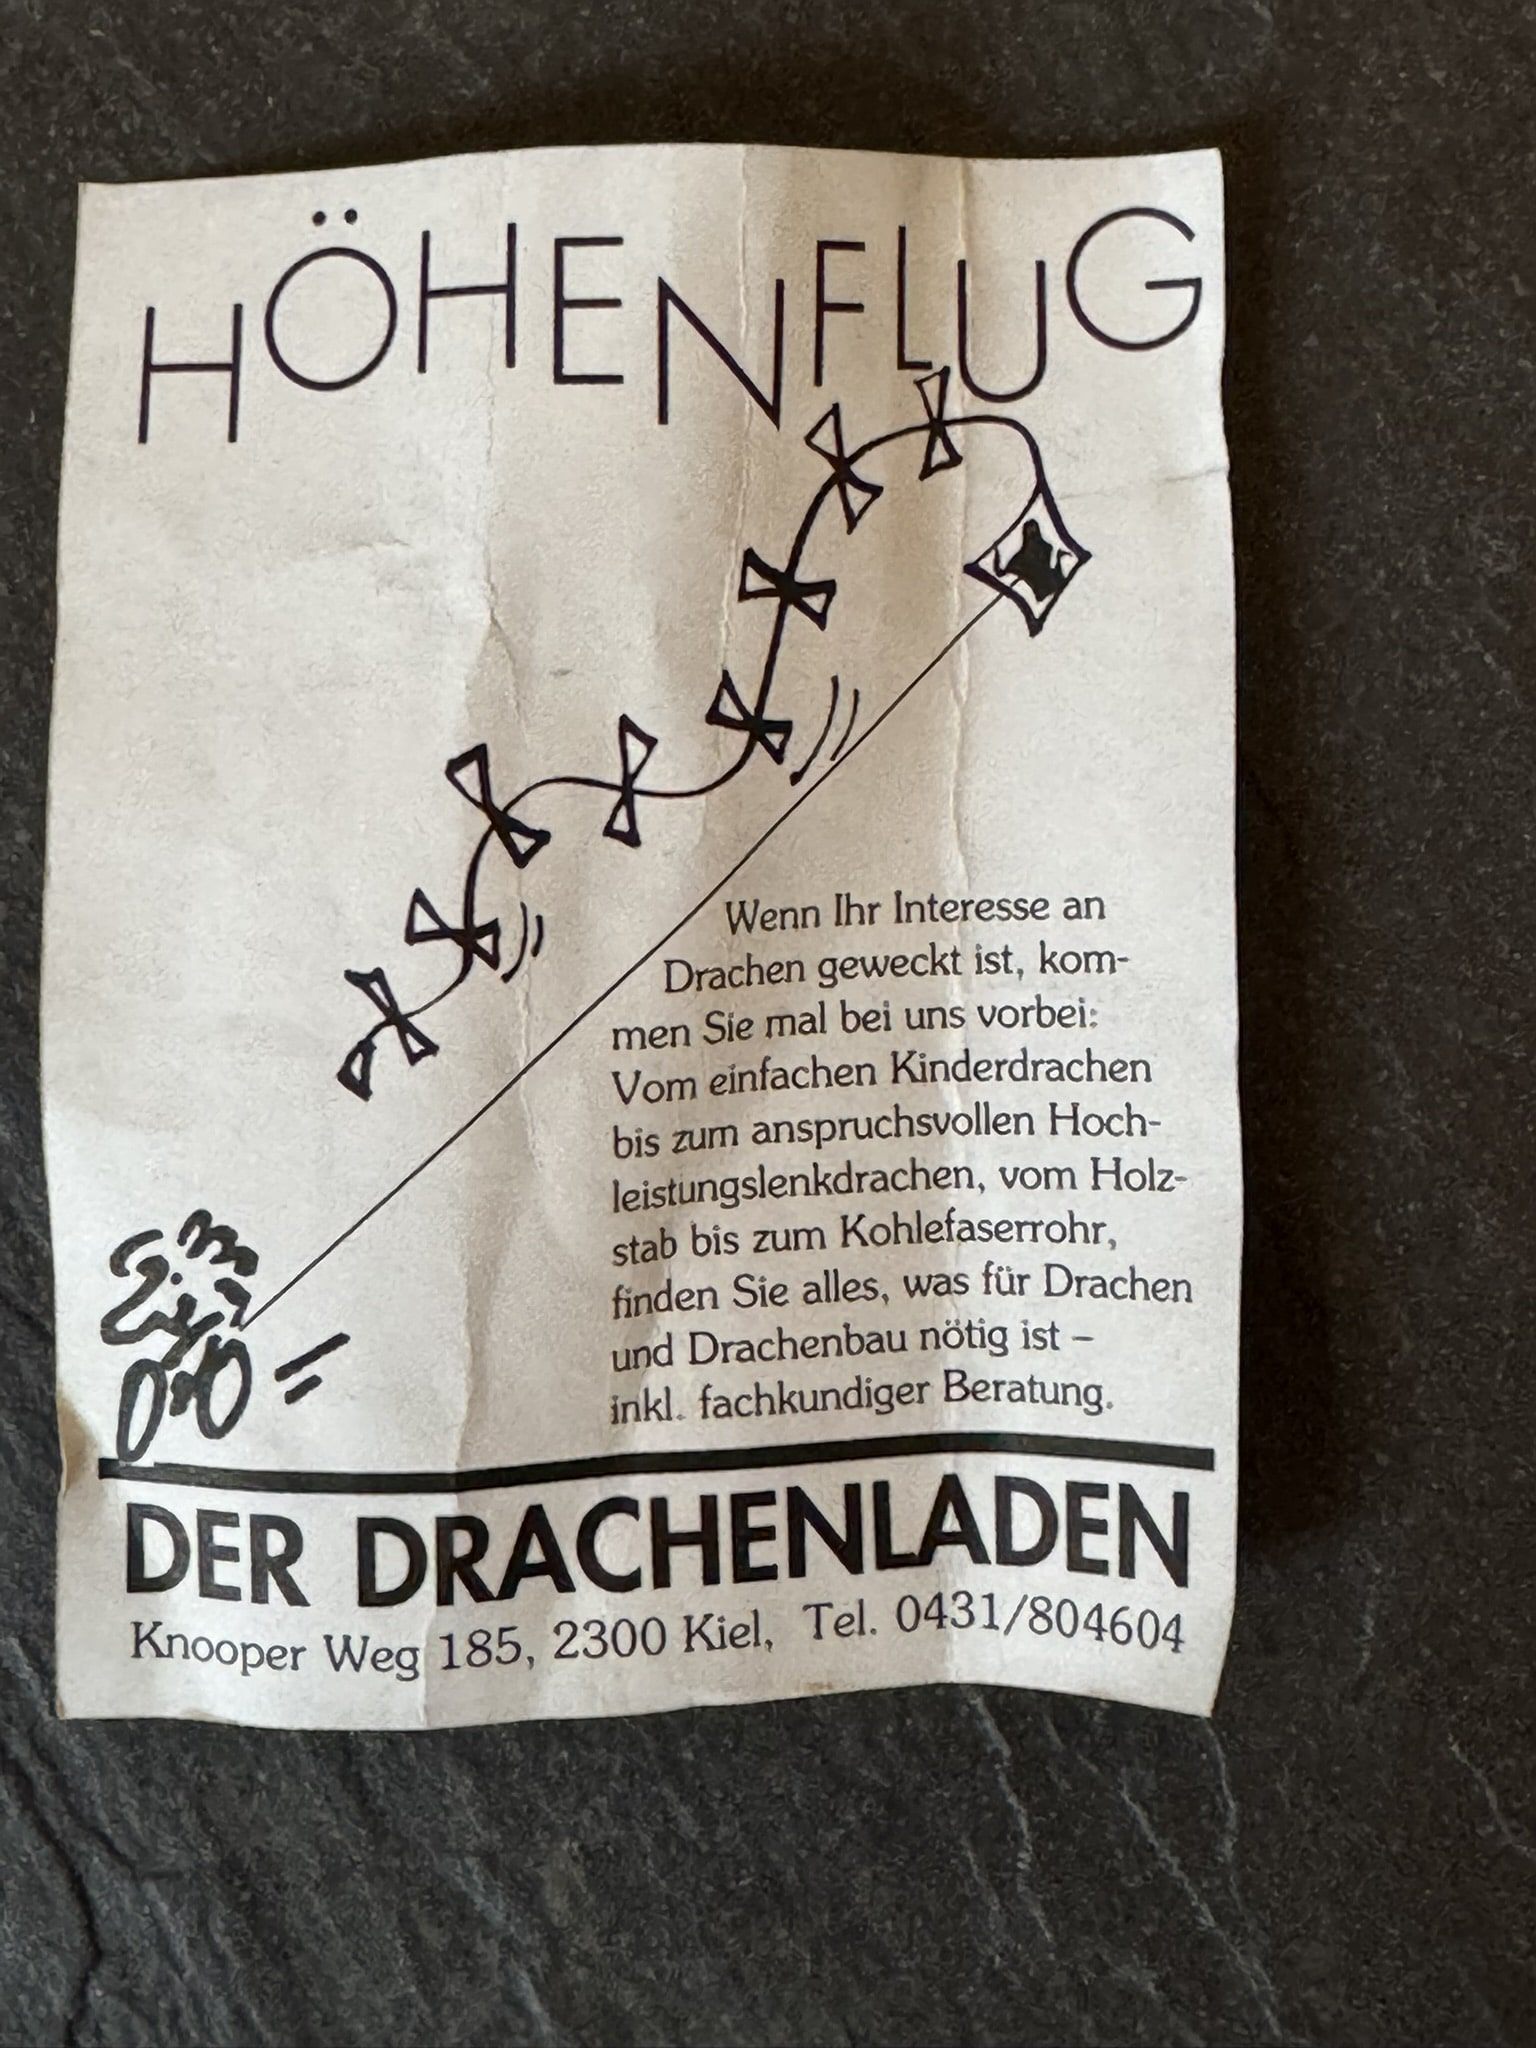 HÖHENFLUG
Wenn Ihr Interesse an
Drachen geweckt ist, kom-
men Sie mal bei uns vorbei:
Vom einfachen Kinderdrachen
bis zum anspruchsvollen Hoch-
leistungslenkdrachen, vom Holz-
stab bis zum Kohlefaserrohr,
finden Sie alles, was für Drachen
und Drachenbau nötig ist –
inkl. fachkundiger Beratung.
DER DRACHENLADEN
Knooper Weg 185, 2300 Kiel, Tel. 0431/804604